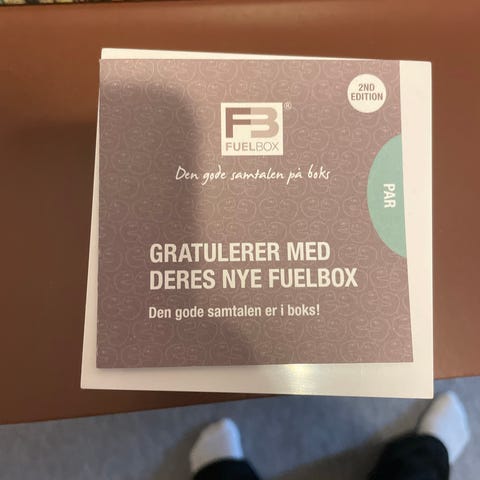 2ND
EDITION
FB®
FUELBOX
Den gode samtalen på boks
PAR
GRATULERER MED
DERES NYE FUELBOX
Den gode samtalen er i boks!